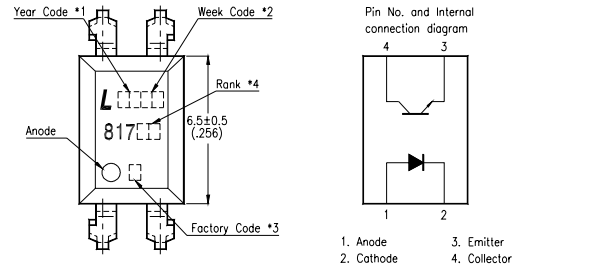 Year Code *1
Week Code *2
L
Rank *4
817
6.5±0.5
(.256)
Anode
Factory Code *3
Pin No. and Internal
connection diagram
4 3
1 2
1. Anode 3. Emitter
2. Cathode 4. Collector